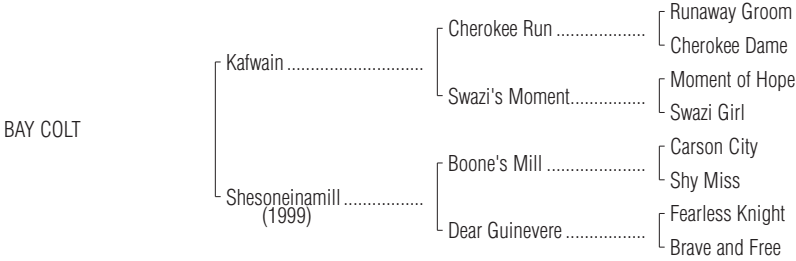 Runaway Groom
Cherokee Run ...................
Cherokee Dame
Kafwain .............................
Moment of Hope
Swazi's Moment................
Swazi Girl
BAY COLT
Carson City
Boone's Mill .....................
Shy Miss
Shesoneinamill .................
(1999)
Fearless Knight
Dear Guinevere .................
Brave and Free